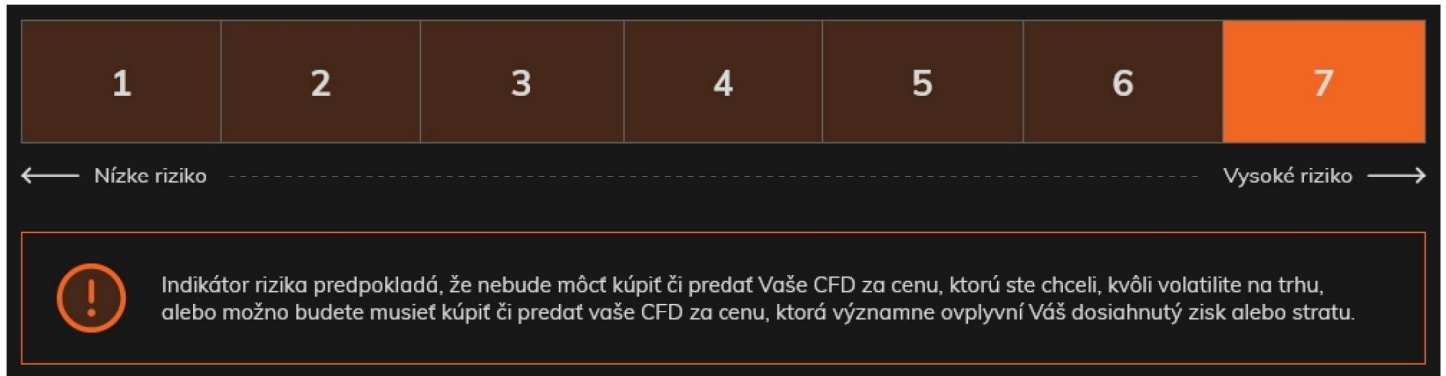 1 2 3 4 5 6 7
Nízke riziko Vysoké riziko
Indikátor rizika predpokladá, že nebude môcť kúpiť či predať Vaše CFD za cenu, ktorú ste chceli, kvôli volatilite na trhu,
alebo možno budete musieť kúpiť či predať vaše CFD za cenu, ktorá významne ovplyvní Váš dosiahnutý zisk alebo stratu.